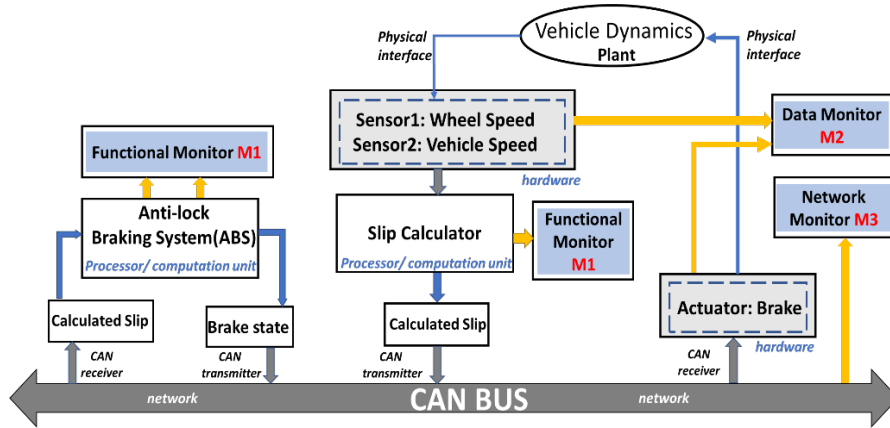 Vehicle Dynamics
Plant
Physical
interface
Physical
interface
Sensor1: Wheel Speed
Sensor2: Vehicle Speed
hardware
Data Monitor
M2
Functional Monitor M1
Network
Monitor M3
Anti-lock
Braking System(ABS)
Processor/ computation unit
Slip Calculator
Processor/ computation unit
Functional
Monitor
M1
Calculated Slip
Brake state
Calculated Slip
Actuator: Brake
hardware
CAN
receiver
CAN
transmitter
CAN
transmitter
CAN
receiver
network
CAN BUS
network